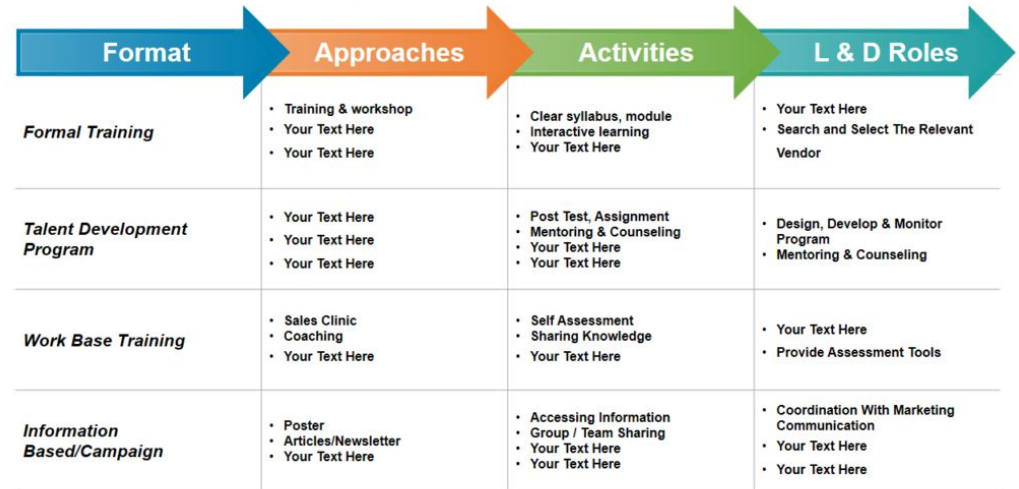 Format
Approaches
Activities
L & D Roles
Formal Training
• Training & workshop
• Your Text Here
• Your Text Here
• Clear syllabus, module
• Interactive learning
• Your Text Here
• Your Text Here
• Search and Select The Relevant
Vendor
Talent Development
Program
• Your Text Here
• Your Text Here
• Your Text Here
• Post Test, Assignment
• Mentoring & Counseling
• Your Text Here
• Your Text Here
• Design, Develop & Monitor
Program
• Mentoring & Counseling
Work Base Training
• Sales Clinic
• Coaching
• Your Text Here
• Self Assessment
• Sharing Knowledge
• Your Text Here
• Your Text Here
• Provide Assessment Tools
Information
Based/Campaign
• Poster
• Articles/Newsletter
• Your Text Here
• Accessing Information
• Group / Team Sharing
• Your Text Here
• Your Text Here
• Coordination With Marketing
Communication
• Your Text Here
• Your Text Here